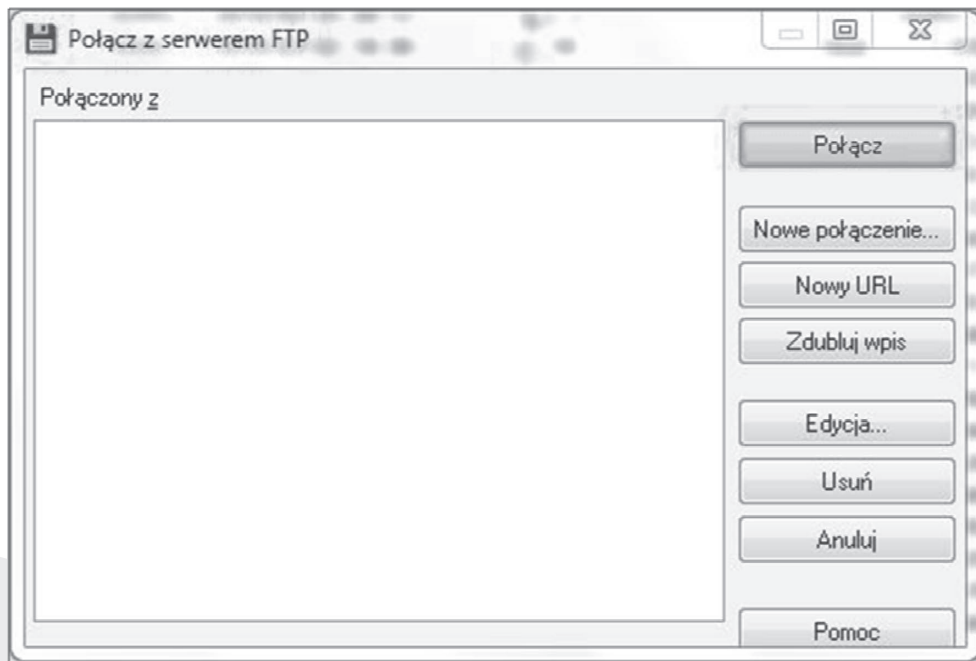 Połącz z serwerem FTP
Połączony z
Połącz
Nowe połączenie...
Nowy URL
Zdubluj wpis
Edycja...
Usuń
Anuluj
Pomoc